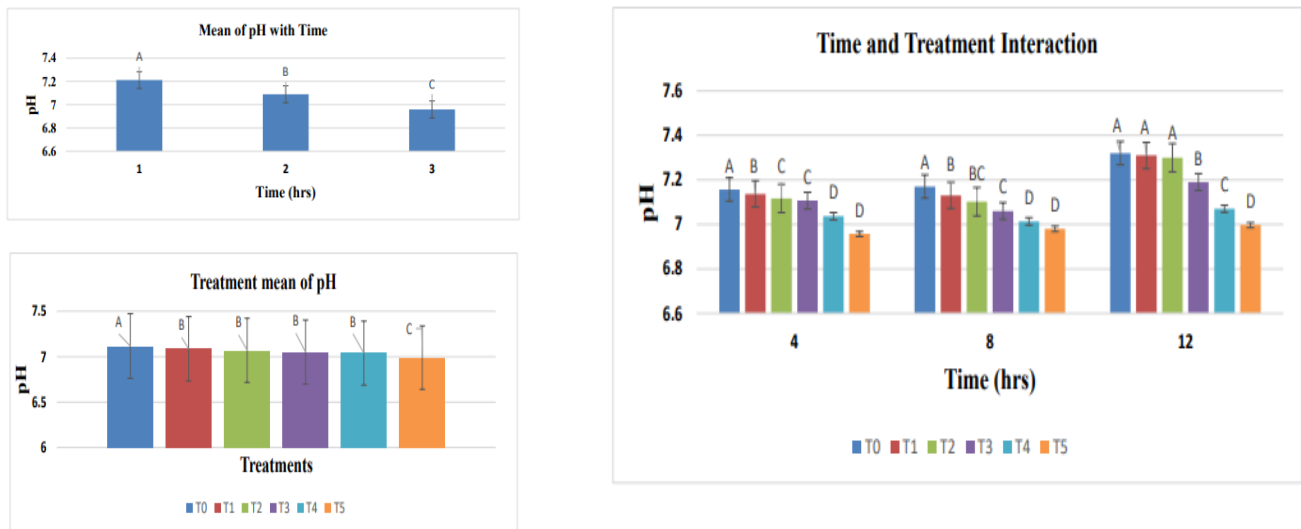 Mean of pH with Time
7.4
7.2
7
6.8
6.6
pH
A
B
C
1 2 3
Time (hrs)
Treatment mean of pH
7.5
7
6.5
6
pH
A B B B B C
Treatments
T0 T1 T2 T3 T4 T5
Time and Treatment Interaction
7.6
7.4
7.2
7
6.8
6.6
pH
A B C C D D
A B BC C D D
A A A B C D
4 8 12
Time (hrs)
T0 T1 T2 T3 T4 T5